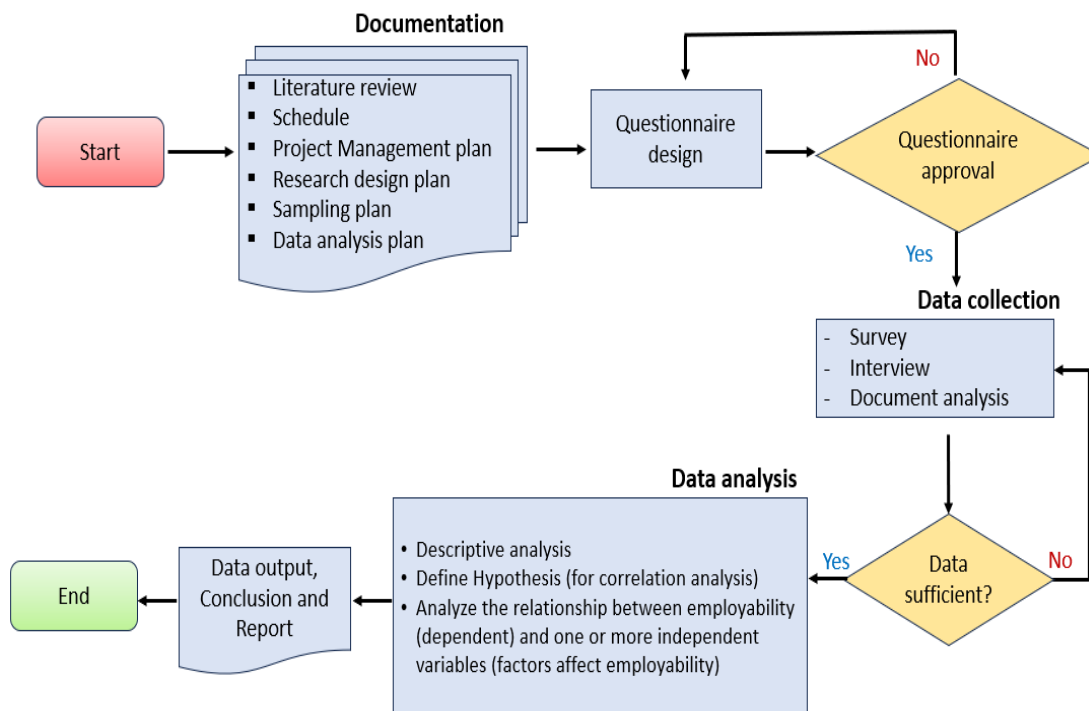 Documentation
Start
▪ Literature review
▪ Schedule
▪ Project Management plan
▪ Research design plan
▪ Sampling plan
▪ Data analysis plan
Questionnaire
design
No
Questionnaire
approval
Yes
Data collection
- Survey
- Interview
- Document analysis
Data
sufficient?
No
Yes
Data analysis
• Descriptive analysis
• Define Hypothesis (for correlation analysis)
• Analyze the relationship between employability
(dependent) and one or more independent
variables (factors affect employability)
Data output,
Conclusion and
Report
End